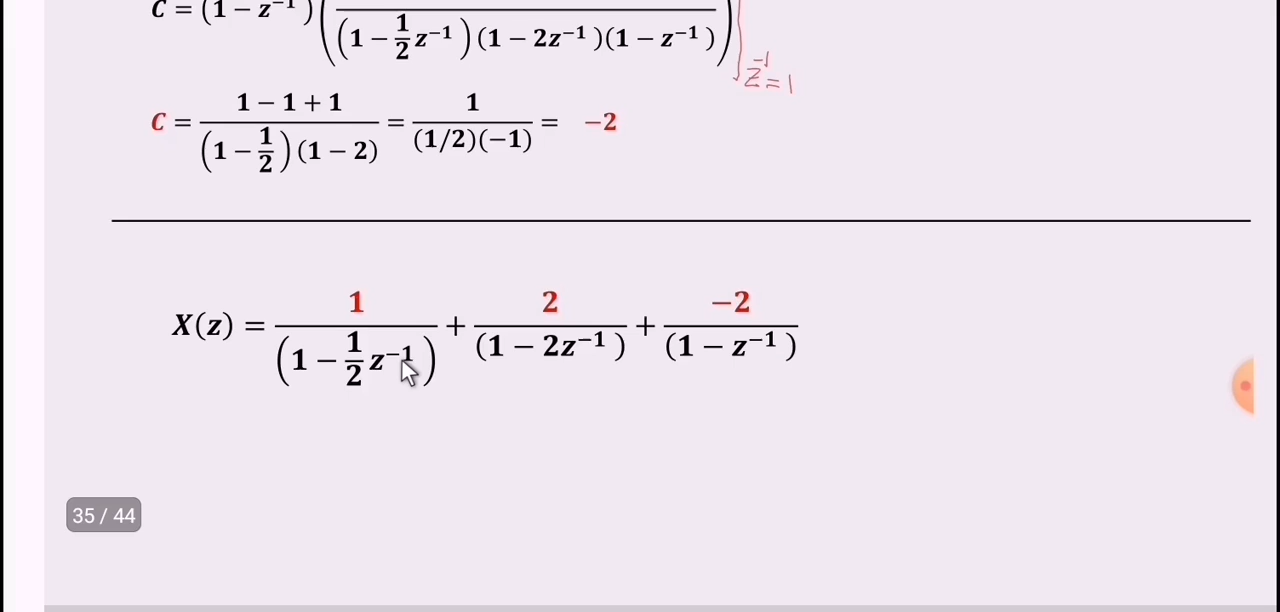 C = (1 − z⁻¹) ( / ((1 − 1/2 z⁻¹)(1 − 2z⁻¹)(1 − z⁻¹)) ) | z⁻¹ = 1
C = (1 − 1 + 1) / ((1 − 1/2)(1 − 2)) = 1 / ((1/2)(−1)) = −2
X(z) = 1 / (1 − 1/2 z⁻¹) + 2 / (1 − 2z⁻¹) + −2 / (1 − z⁻¹)
35 / 44